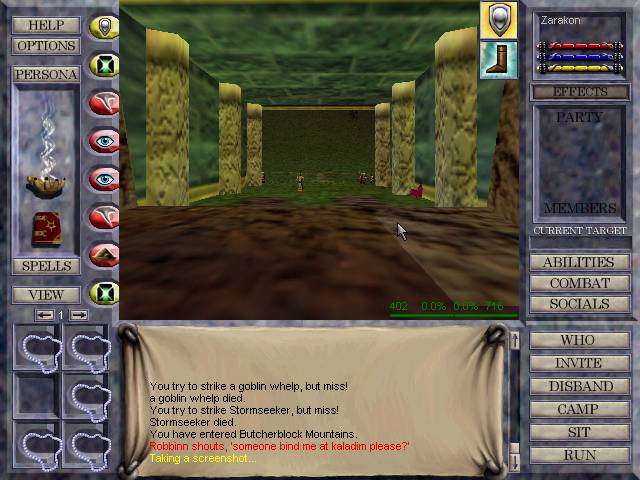 HELP
OPTIONS
PERSONA
SPELLS
VIEW
1
402 0.0% 0.0% 716
Zarakon
EFFECTS
PARTY
MEMBERS
CURRENT TARGET
ABILITIES
COMBAT
SOCIALS
WHO
INVITE
DISBAND
CAMP
SIT
RUN
You try to strike a goblin whelp, but miss!
a goblin whelp died.
You try to strike Stormseeker, but miss!
Stormseeker died.
You have entered Butcherblock Mountains.
Robbinn shouts, 'someone bind me at kaladim please?'
Taking a screenshot...